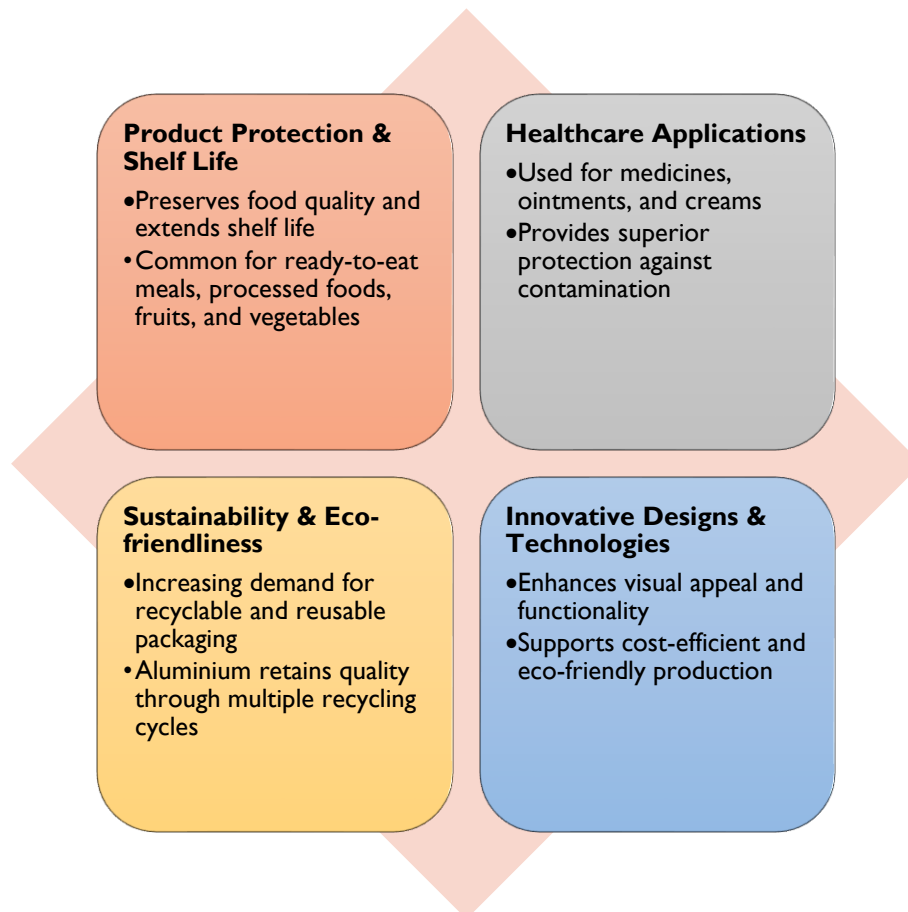 Product Protection &
Shelf Life
•Preserves food quality and
extends shelf life
•Common for ready-to-eat
meals, processed foods,
fruits, and vegetables
Healthcare Applications
•Used for medicines,
ointments, and creams
•Provides superior
protection against
contamination
Sustainability & Eco-
friendliness
•Increasing demand for
recyclable and reusable
packaging
•Aluminium retains quality
through multiple recycling
cycles
Innovative Designs &
Technologies
•Enhances visual appeal and
functionality
•Supports cost-efficient and
eco-friendly production